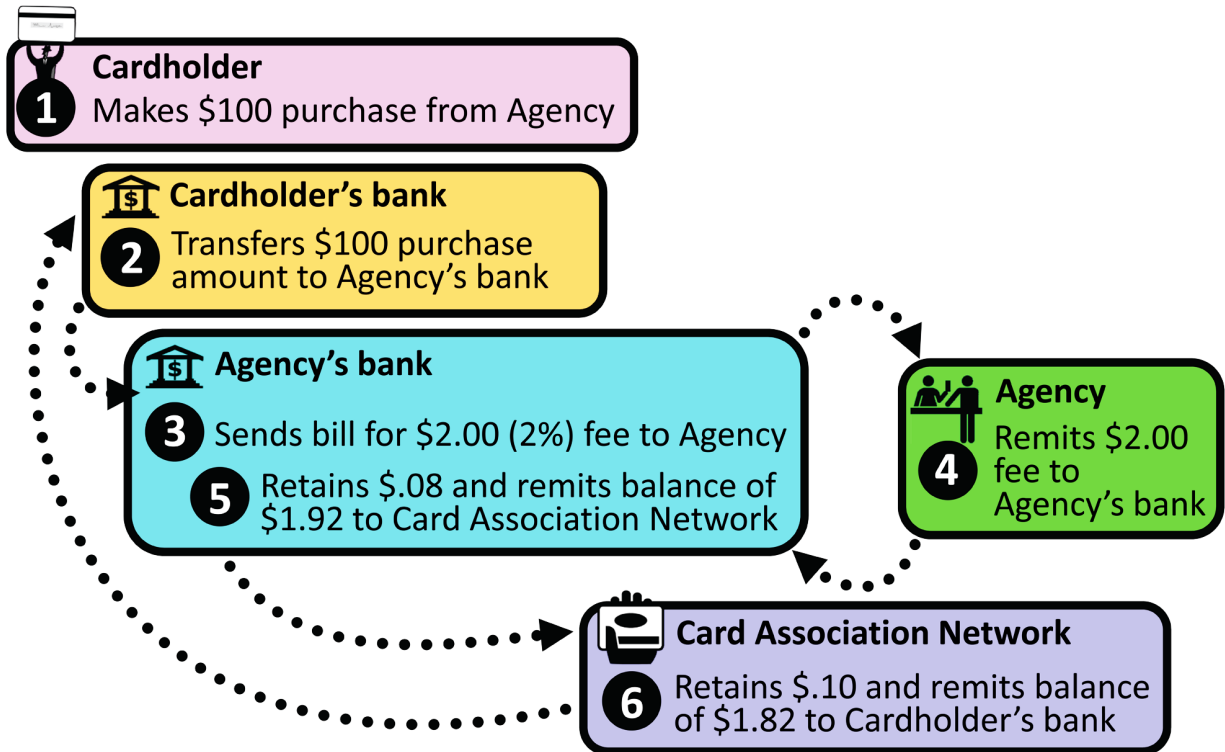 Cardholder
1
Makes $100 purchase from Agency
$ Cardholder’s bank
2
Transfers $100 purchase
amount to Agency’s bank
$ Agency’s bank
3 Sends bill for $2.00 (2%) fee to Agency
5
Retains $.08 and remits balance of
$1.92 to Card Association Network
Agency
4
Remits $2.00
fee to
Agency’s bank
Card Association Network
6
Retains $.10 and remits balance
of $1.82 to Cardholder’s bank